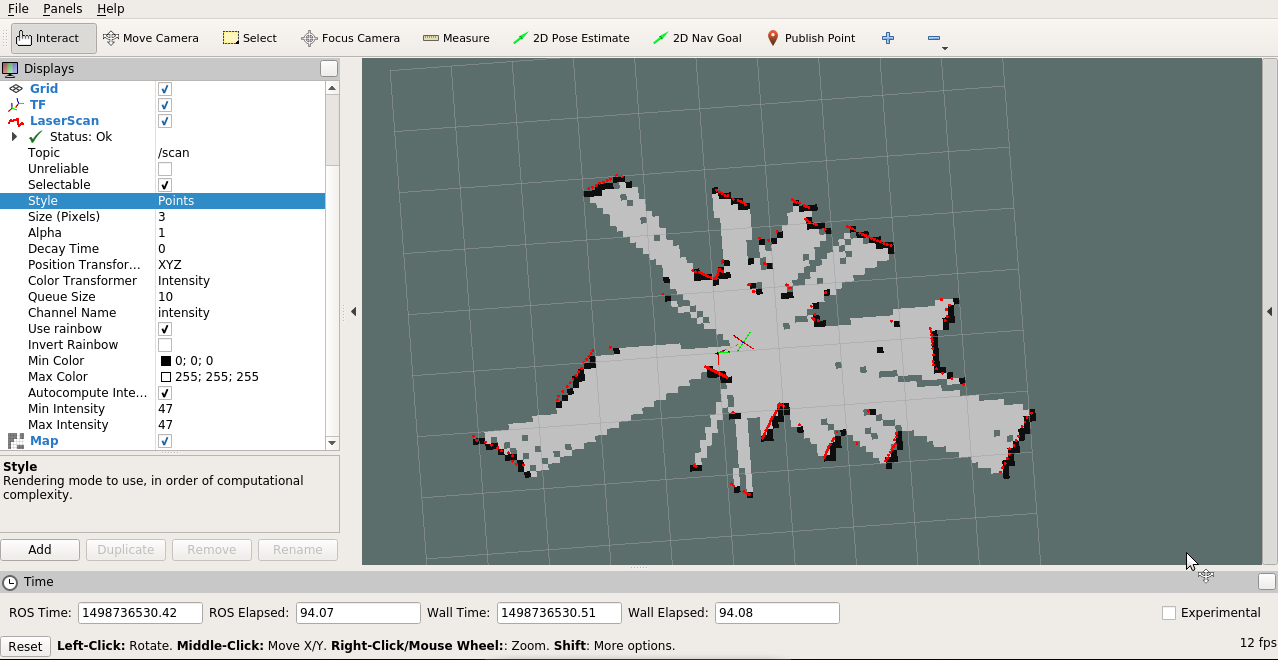 File Panels Help
Interact Move Camera Select Focus Camera Measure 2D Pose Estimate 2D Nav Goal Publish Point
Displays
Grid
TF
LaserScan
Status: Ok
Topic /scan
Unreliable
Selectable
Style Points
Size (Pixels) 3
Alpha 1
Decay Time 0
Position Transfor... XYZ
Color Transformer Intensity
Queue Size 10
Channel Name intensity
Use rainbow
Invert Rainbow
Min Color 0; 0; 0
Max Color 255; 255; 255
Autocompute Inte...
Min Intensity 47
Max Intensity 47
Map
Style
Rendering mode to use, in order of computational
complexity.
Add Duplicate Remove Rename
Time
ROS Time: 1498736530.42 ROS Elapsed: 94.07 Wall Time: 1498736530.51 Wall Elapsed: 94.08 Experimental
Reset Left-Click: Rotate. Middle-Click: Move X/Y. Right-Click/Mouse Wheel:: Zoom. Shift: More options. 12 fps